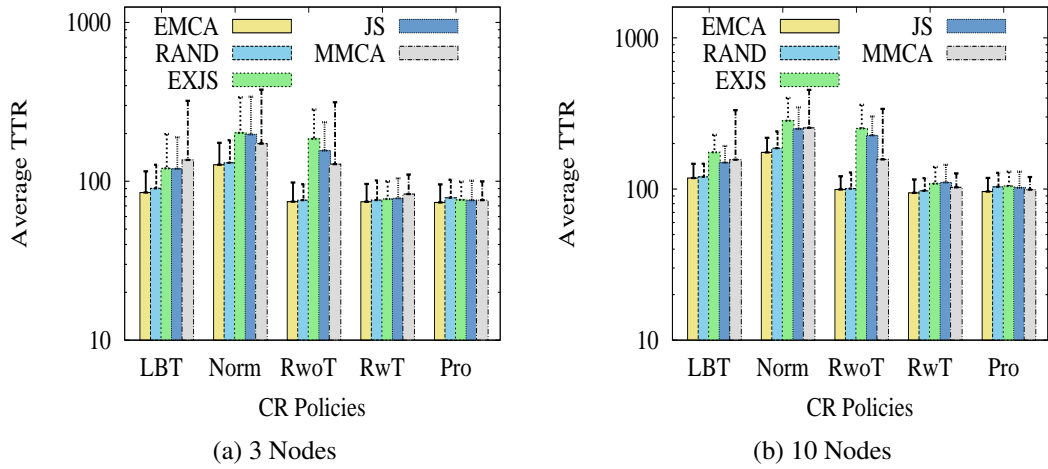 1000
100
10
Average TTR
EMCA
RAND
EXJS
JS
MMCA
LBT Norm RwoT RwT Pro
CR Policies
(a) 3 Nodes
1000
100
10
Average TTR
EMCA
RAND
EXJS
JS
MMCA
LBT Norm RwoT RwT Pro
CR Policies
(b) 10 Nodes